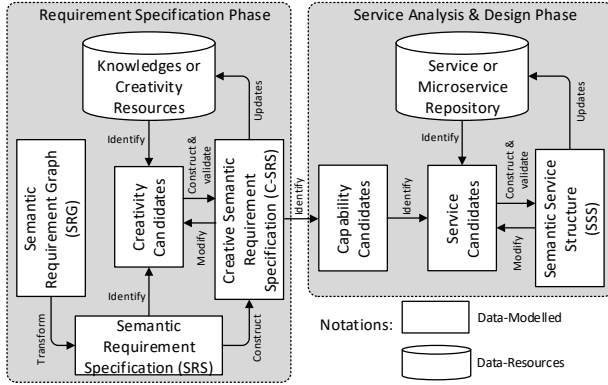 Requirement Specification Phase
Knowledges or
Creativity
Resources
Updates
Identify
Semantic
Requirement Graph
(SRG)
Creativity
Candidates
Construct &
validate
Modify
Creative Semantic
Requirement
Specification (C-SRS)
Identify
Transform
Semantic
Requirement
Specification (SRS)
Construct
Identify
Service Analysis & Design Phase
Service or
Microservice
Repository
Updates
Identify
Capability
Candidates
Identify
Service
Candidates
Construct &
validate
Modify
Semantic Service
Structure
(SSS)
Notations:
Data-Modelled
Data-Resources